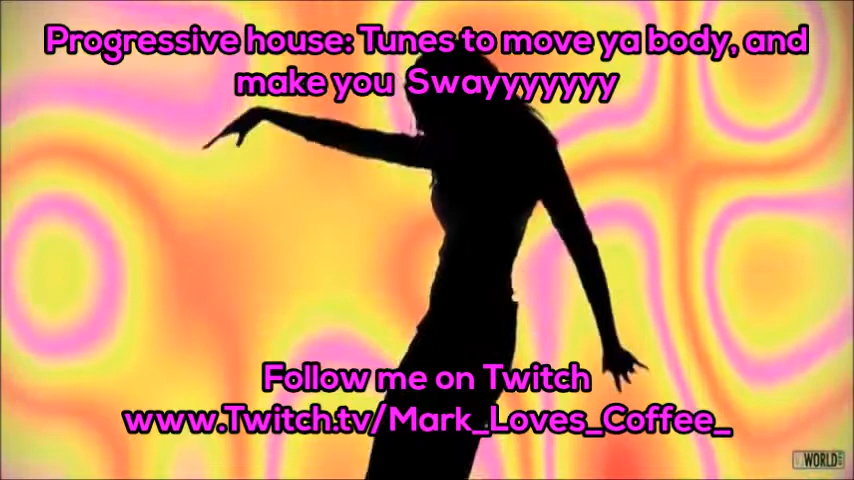 Progressive house: Tunes to move ya body, and
make you Swayyyyyyy
Follow me on Twitch
www.Twitch.tv/Mark_Loves_Coffee_
WORLD